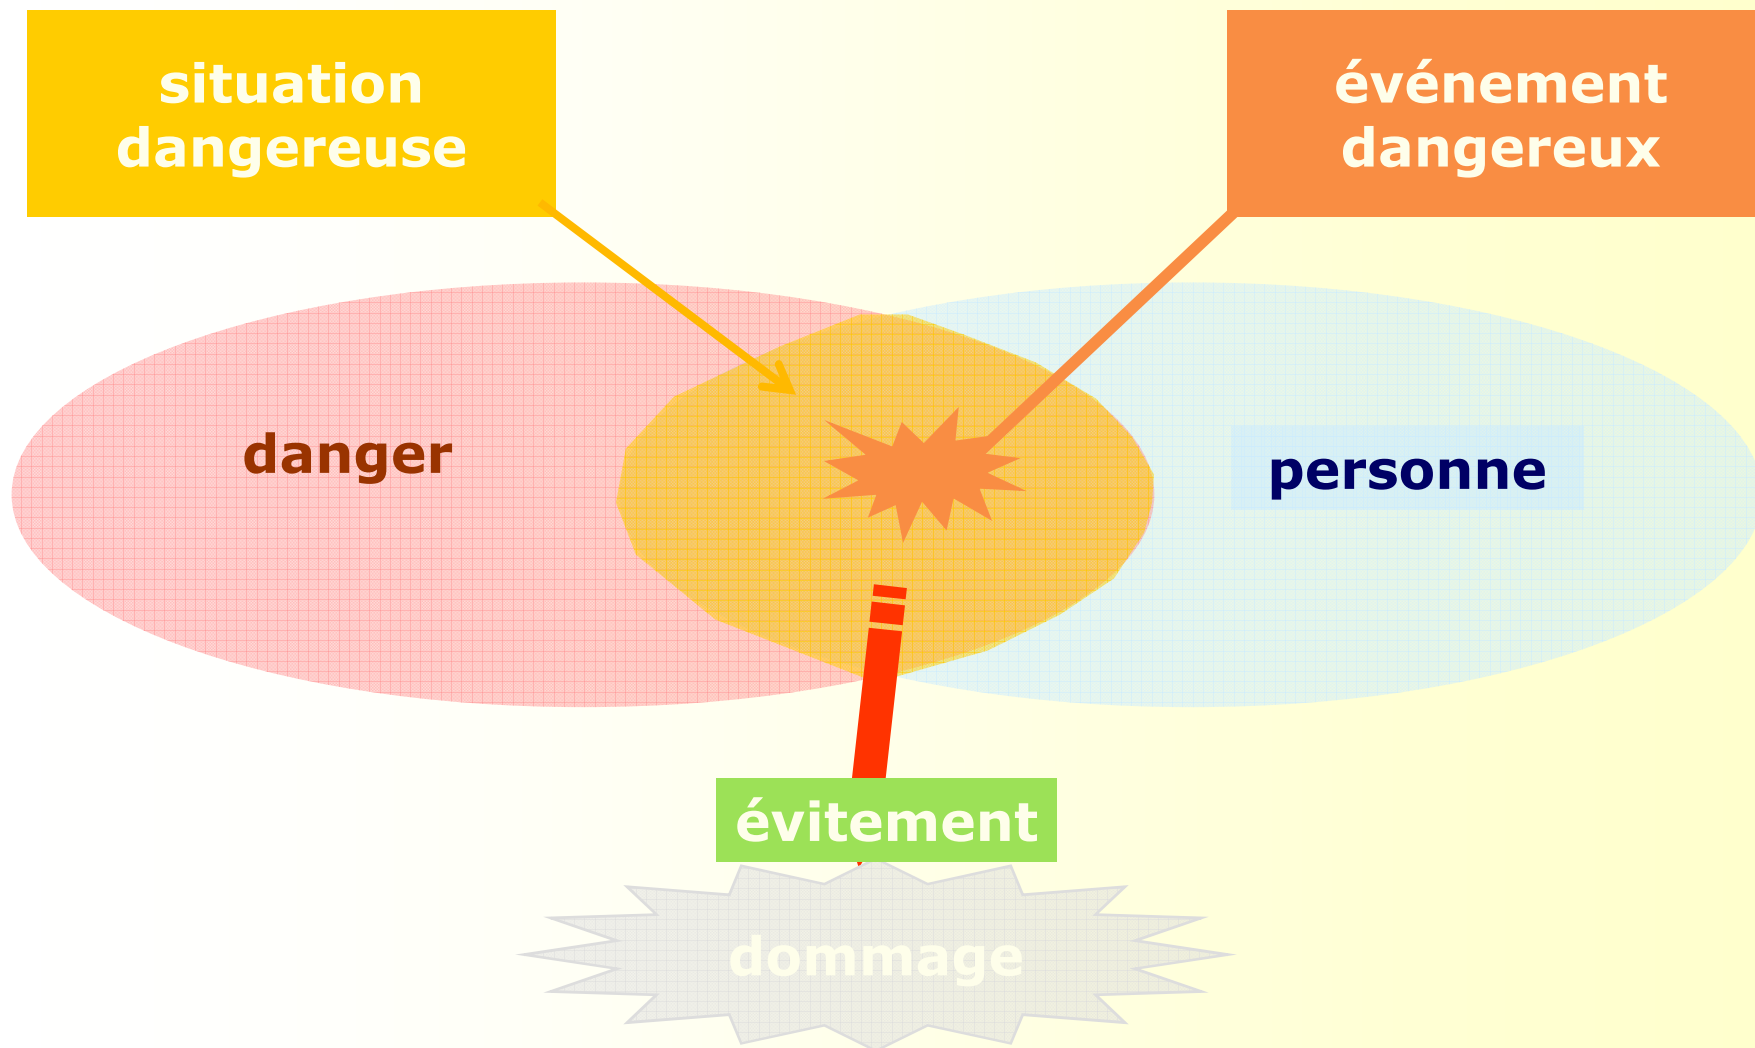 situation
dangereuse
événement
dangereux
danger
personne
évitement
dommage